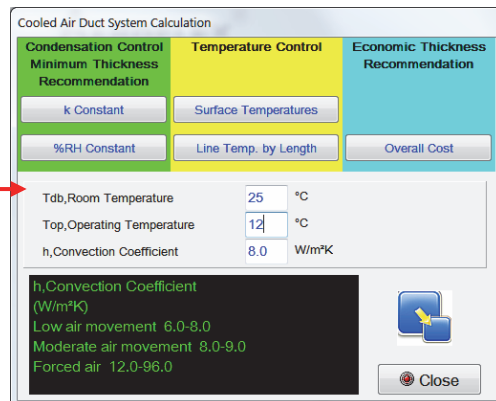 Cooled Air Duct System Calculation
Condensation Control
Minimum Thickness
Recommendation
k Constant
%RH Constant
Temperature Control
Surface Temperatures
Line Temp. by Length
Economic Thickness
Recommendation
Overall Cost
Tdb,Room Temperature 25 °C
Top,Operating Temperature 12 °C
h,Convection Coefficient 8.0 W/m²K
h,Convection Coefficient
(W/m²K)
Low air movement 6.0-8.0
Moderate air movement 8.0-9.0
Forced air 12.0-96.0
Close